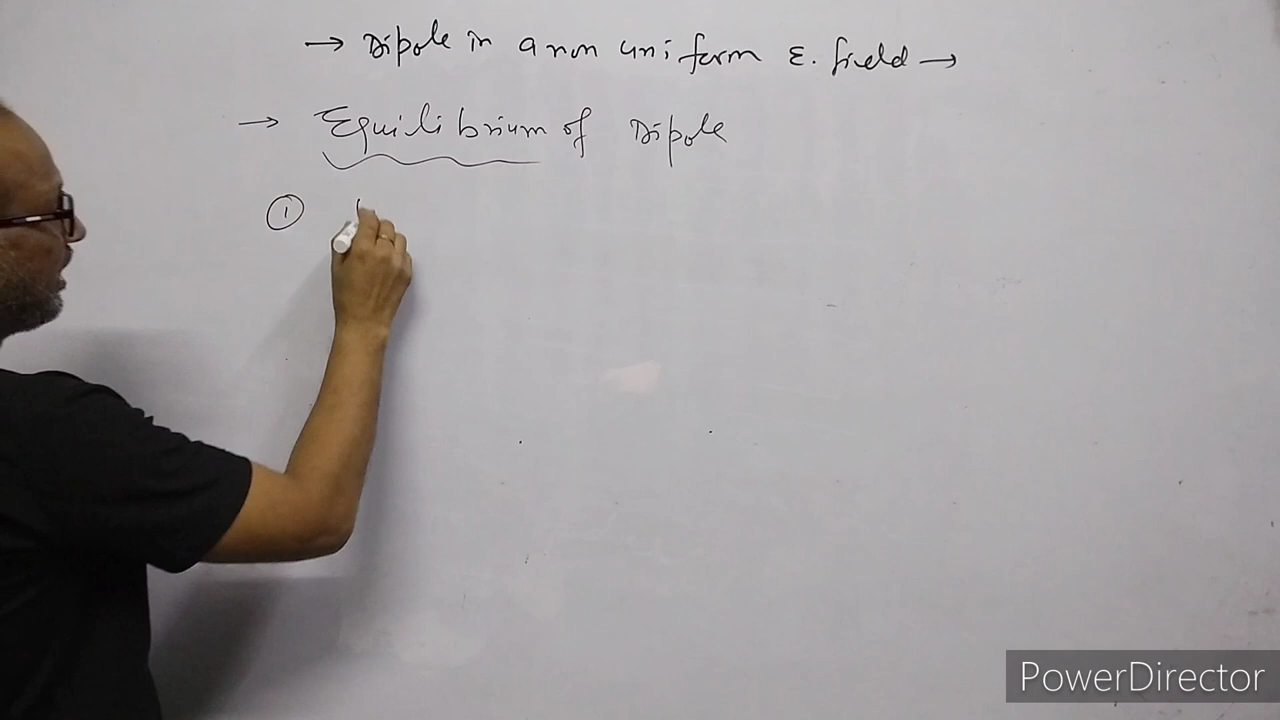 → Dipole in a non uniform E. field →
→ Equilibrium of Dipole
①
PowerDirector